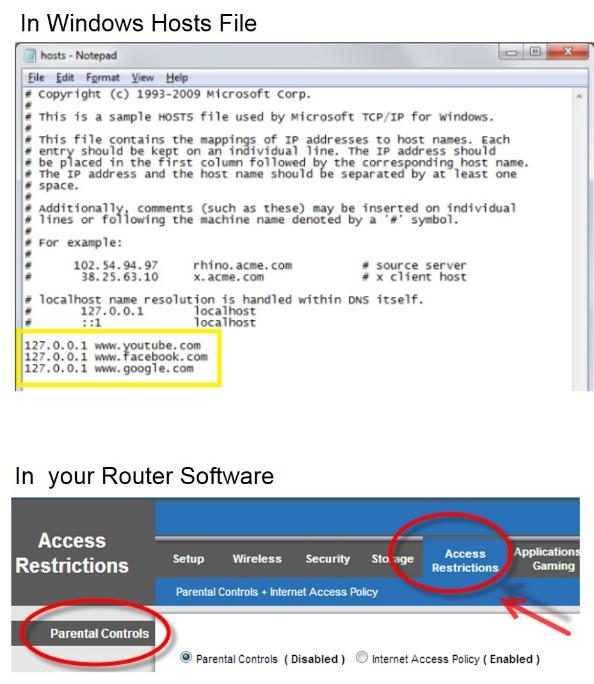 In Windows Hosts File
hosts - Notepad
File Edit Format View Help
# Copyright (c) 1993-2009 Microsoft Corp.
#
# This is a sample HOSTS file used by Microsoft TCP/IP for Windows.
#
# This file contains the mappings of IP addresses to host names. Each
# entry should be kept on an individual line. The IP address should
# be placed in the first column followed by the corresponding host name.
# The IP address and the host name should be separated by at least one
# space.
#
# Additionally, comments (such as these) may be inserted on individual
# lines or following the machine name denoted by a '#' symbol.
#
# For example:
#
# 102.54.94.97 rhino.acme.com # source server
# 38.25.63.10 x.acme.com # x client host
# localhost name resolution is handled within DNS itself.
# 127.0.0.1 localhost
# ::1 localhost
127.0.0.1 www.youtube.com
127.0.0.1 www.facebook.com
127.0.0.1 www.google.com
In your Router Software
Access Restrictions
Setup Wireless Security Storage Access Restrictions Applications Gaming
Parental Controls + Internet Access Policy
Parental Controls
Parental Controls ( Disabled ) Internet Access Policy ( Enabled )